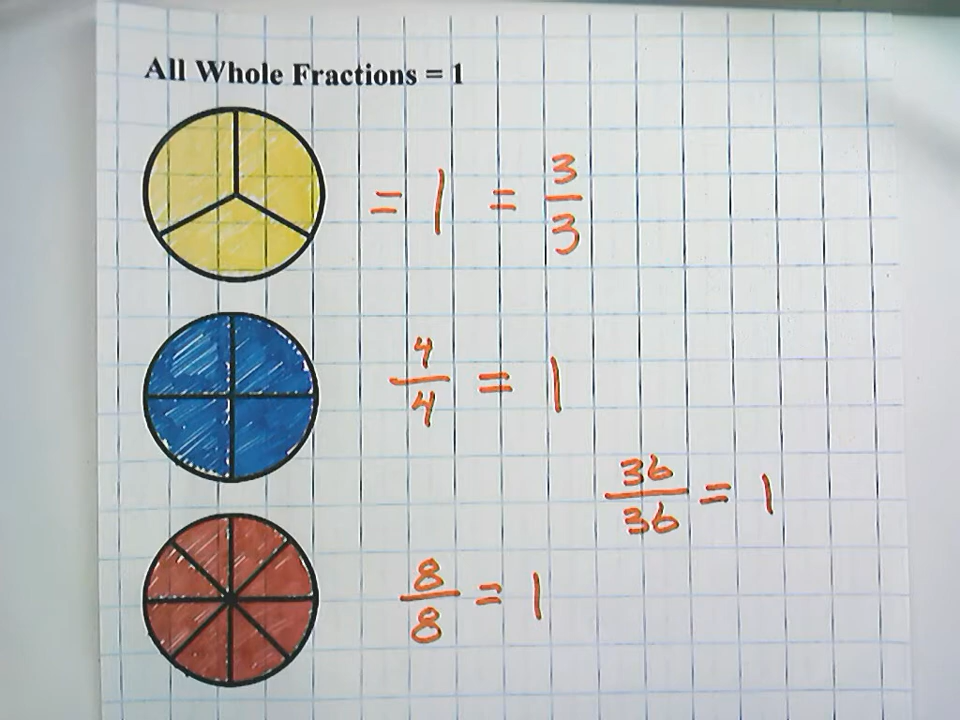 All Whole Fractions = 1
= 1 = 3/3
4/4 = 1
36/36 = 1
8/8 = 1